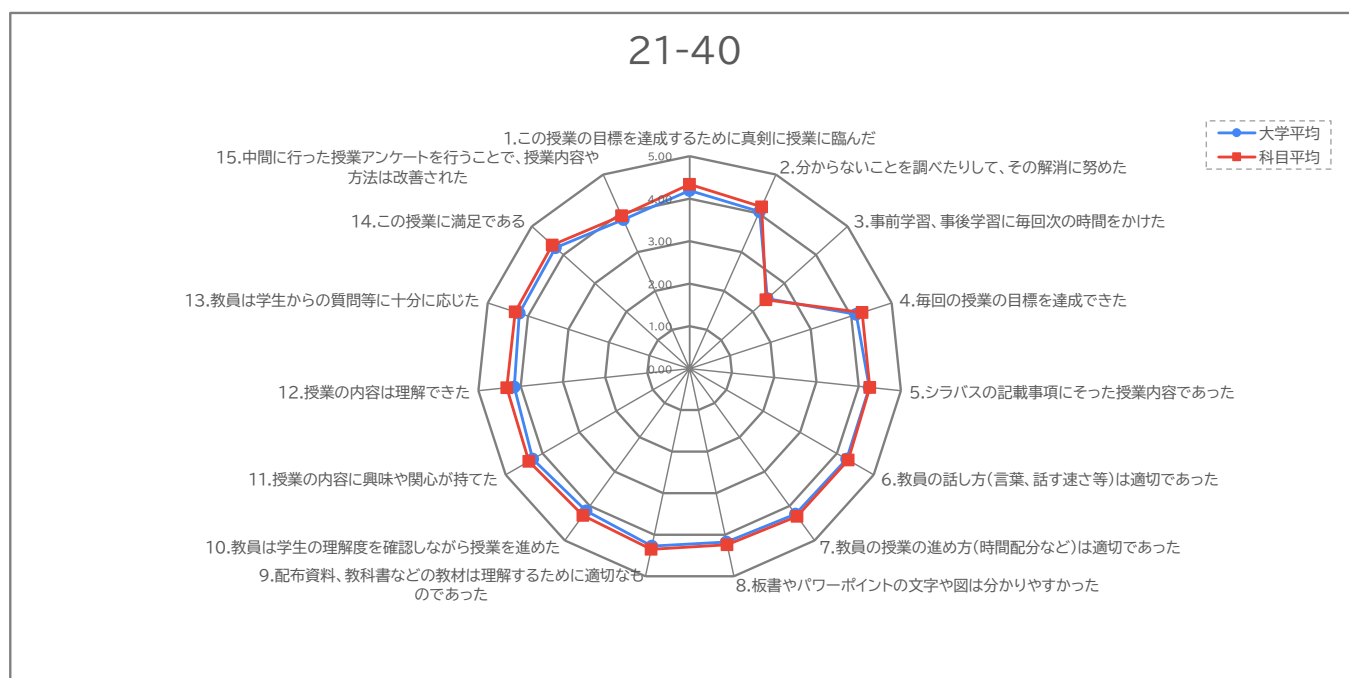 21-40
大学平均
科目平均
1.この授業の目標を達成するために真剣に授業に臨んだ
2.分からないことを調べたりして、その解消に努めた
3.事前学習、事後学習に毎回次の時間をかけた
4.毎回の授業の目標を達成できた
5.シラバスの記載事項にそった授業内容であった
6.教員の話し方(言葉、話す速さ等)は適切であった
7.教員の授業の進め方(時間配分など)は適切であった
8.板書やパワーポイントの文字や図は分かりやすかった
9.配布資料、教科書などの教材は理解するために適切なも
のであった
10.教員は学生の理解度を確認しながら授業を進めた
11.授業の内容に興味や関心が持てた
12.授業の内容は理解できた
13.教員は学生からの質問等に十分に応じた
14.この授業に満足である
15.中間に行った授業アンケートを行うことで、授業内容や
方法は改善された
5.00
4.00
3.00
2.00
1.00
0.00